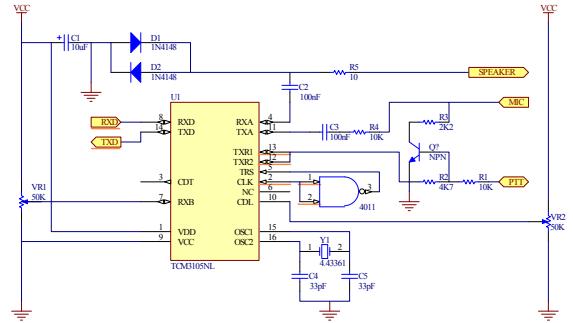 VCC
VCC
C1
10uF
D1
1N4148
D2
1N4148
R5
10
SPEAKER
C2
100nF
U1
RXD
8
RXD
RXA
4
MIC
TXD
14
TXD
TXA
11
C3
100nF
R4
10K
R3
2K2
TXR1
13
TXR2
12
Q?
NPN
TRS
5
3
CDT
CLK
2
1
2
3
4011
R2
4K7
R1
10K
PTT
NC
6
VR1
50K
7
RXB
CDL
10
VR2
50K
1
VDD
OSC1
15
9
VCC
OSC2
16
Y1
1
2
4.43361
TCM3105NL
C4
33pF
C5
33pF